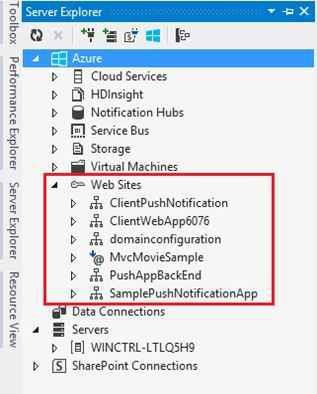 Server Explorer
Azure
Cloud Services
HDInsight
Notification Hubs
Service Bus
Storage
Virtual Machines
Web Sites
ClientPushNotification
ClientWebApp6076
domainconfiguration
MvcMovieSample
PushAppBackEnd
SamplePushNotificationApp
Data Connections
Servers
WINCTRL-LTLQ5H9
SharePoint Connections
Toolbox
Performance Explorer
Server Explorer
Resource View